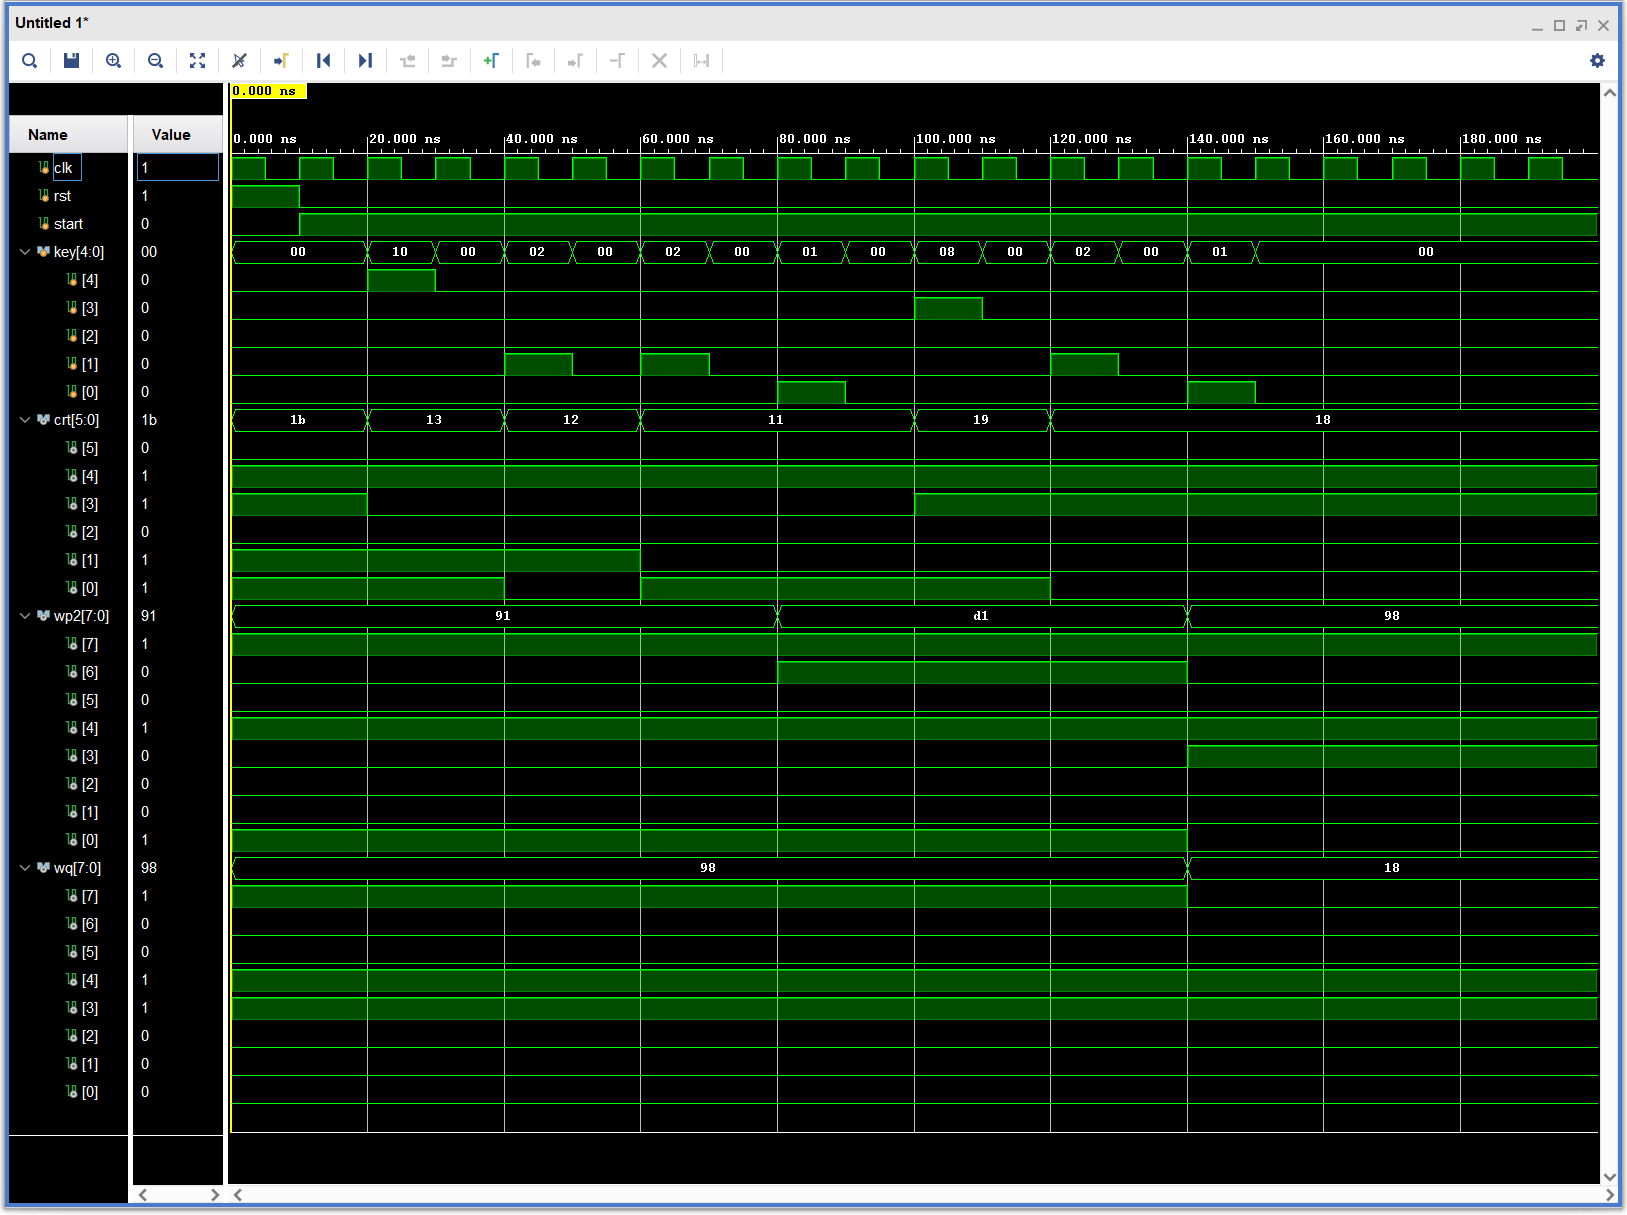 Untitled 1*
0.000 ns
Name Value 0.000 ns 20.000 ns 40.000 ns 60.000 ns 80.000 ns 100.000 ns 120.000 ns 140.000 ns 160.000 ns 180.000 ns
clk 1
rst 1
start 0
key[4:0] 00 00 10 00 02 00 02 00 01 00 08 00 02 00 01 00
[4] 0
[3] 0
[2] 0
[1] 0
[0] 0
crt[5:0] 1b 1b 13 12 11 19 18
[5] 0
[4] 1
[3] 1
[2] 0
[1] 1
[0] 1
wp2[7:0] 91 91 d1 98
[7] 1
[6] 0
[5] 0
[4] 1
[3] 0
[2] 0
[1] 0
[0] 1
wq[7:0] 98 98 18
[7] 1
[6] 0
[5] 0
[4] 1
[3] 1
[2] 0
[1] 0
[0] 0